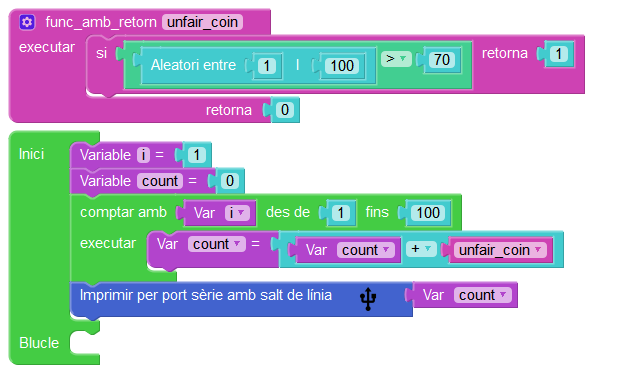 func_amb_retorn unfair_coin
executar si Aleatori entre 1 I 100 > 70 retorna 1
retorna 0
Inici Variable i = 1
Variable count = 0
comptar amb Var i des de 1 fins 100
executar Var count = Var count + unfair_coin
Imprimir per port sèrie amb salt de línia Var count
Blucle